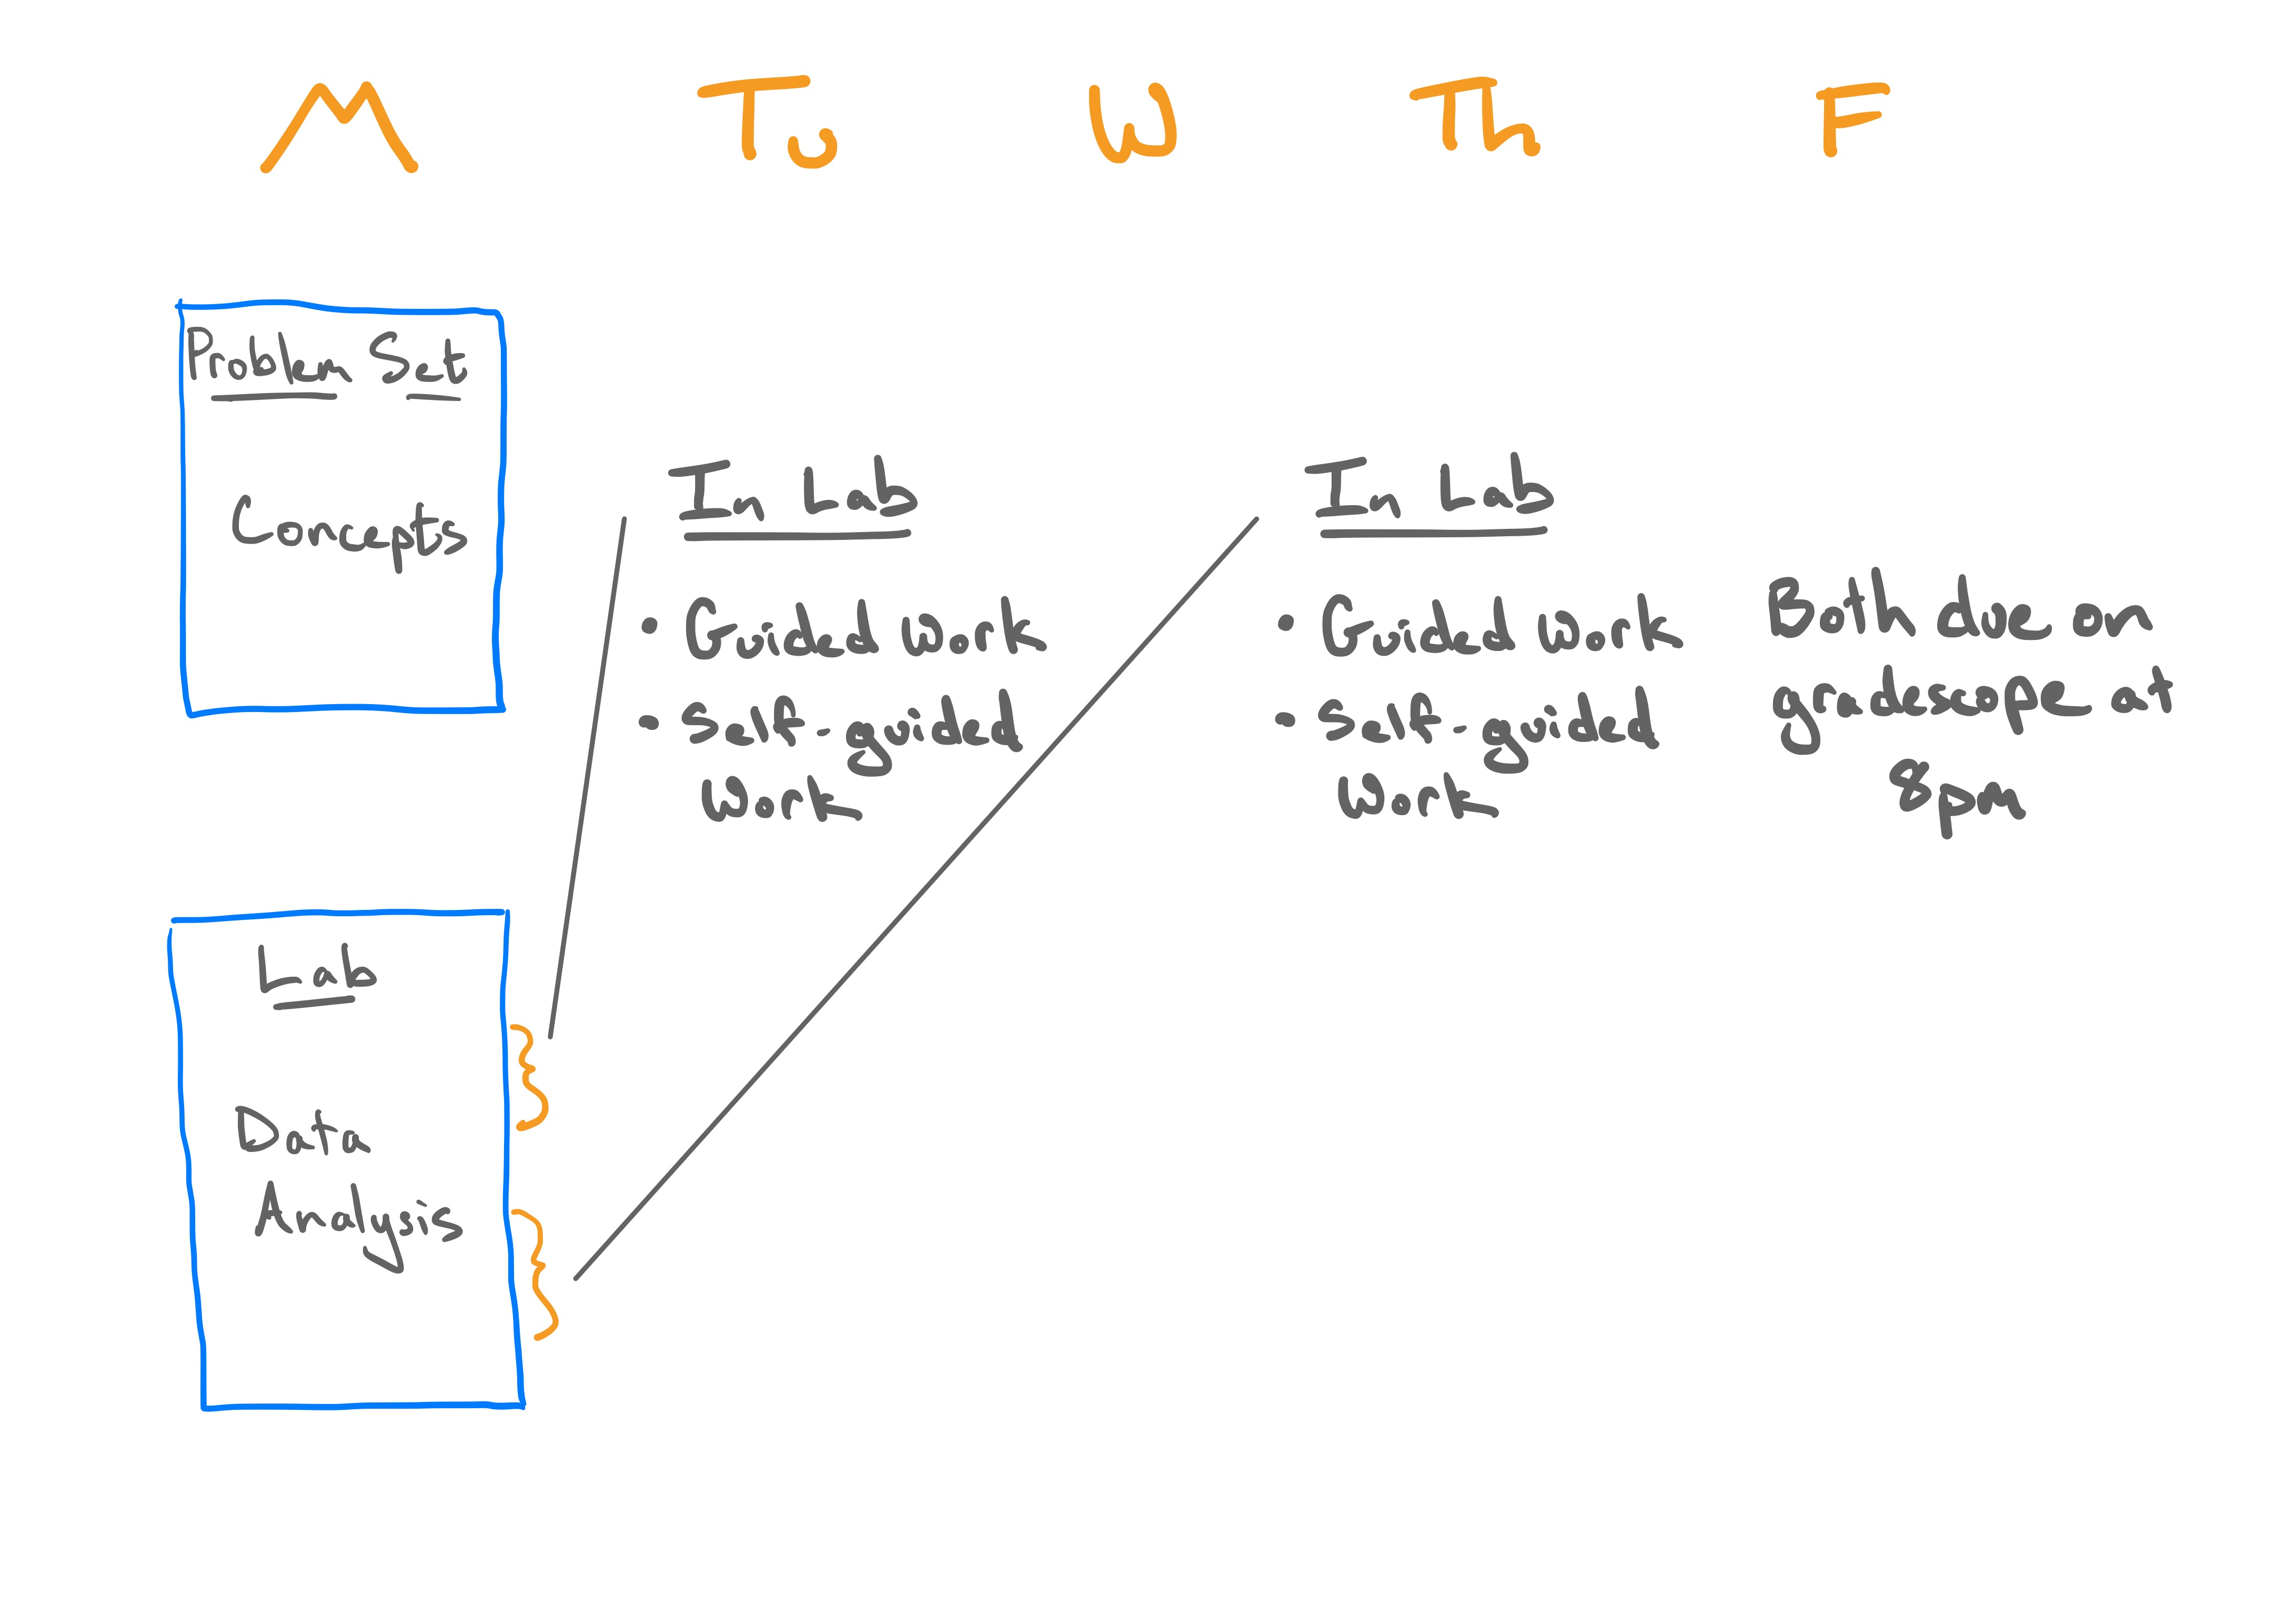 M Tu W Th F
Problem Set
Concepts
Lab
Data
Analysis
In Lab
• Guided work
• Self-guided
work
In Lab
• Guided work
• Self-guided
work
Both due on
gradescope at
8pm